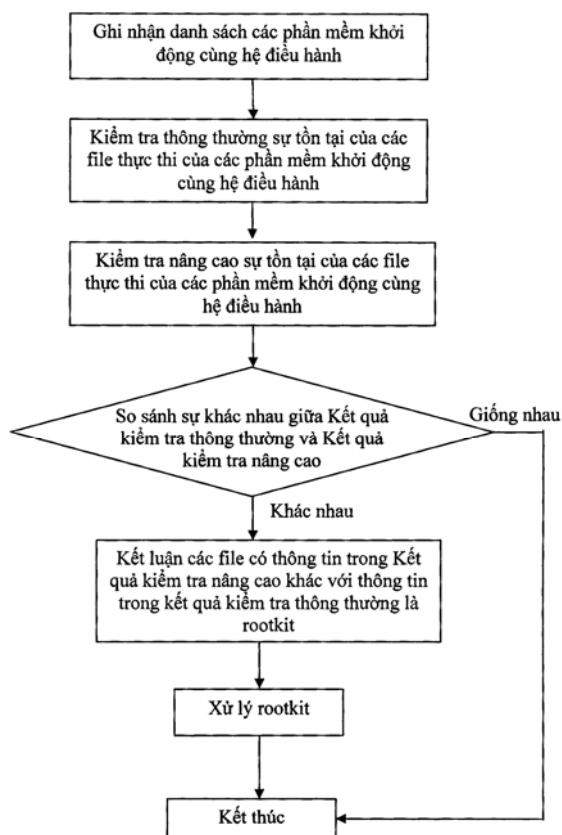 Ghi nhận danh sách các phần mềm khởi
động cùng hệ điều hành
Kiểm tra thông thường sự tồn tại của các
file thực thi của các phần mềm khởi động
cùng hệ điều hành
Kiểm tra nâng cao sự tồn tại của các file
thực thi của các phần mềm khởi động cùng
hệ điều hành
So sánh sự khác nhau giữa Kết quả
kiểm tra thông thường và Kết quả
kiểm tra nâng cao
Giống nhau
Khác nhau
Kết luận các file có thông tin trong Kết
quả kiểm tra nâng cao khác với thông tin
trong kết quả kiểm tra thông thường là
rootkit
Xử lý rootkit
Kết thúc